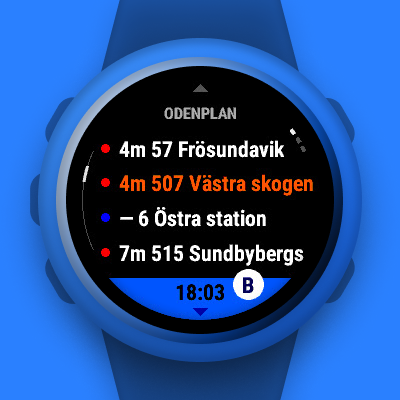 ODENPLAN
4m 57 Frösundavik
4m 507 Västra skogen
– 6 Östra station
7m 515 Sundbybergs
18:03
B